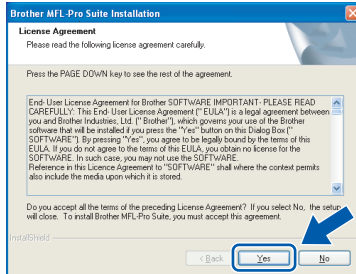 Brother MFL-Pro Suite Installation
License Agreement
Please read the following license agreement carefully.
Press the PAGE DOWN key to see the rest of the agreement.
End- User License Agreement for Brother SOFTWARE IMPORTANT- PLEASE READ
CAREFULLY: This End- User License Agreement (" EULA") is a legal agreement between
you and Brother Industries, Ltd. (" Brother"), which governs your use of the Brother
software that will be installed if you press the "Yes" button on this Dialog Box ("
SOFTWARE"). By pressing "Yes", you agree to be legally bound by the terms of this
EULA. If you do not agree to the terms of this EULA, you obtain no license for the
SOFTWARE. In such case, you may not use the SOFTWARE.
Reference in this Licence Agreement to "SOFTWARE" shall where the context permits
also include the media upon which it is stored.
Do you accept all the terms of the preceding License Agreement? If you select No, the setup
will close. To install Brother MFL-Pro Suite, you must accept this agreement.
InstallShield
< Back Yes No